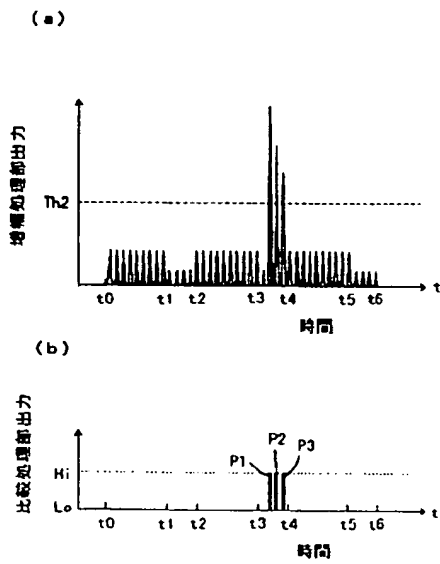 (a)
増幅処理部出力
Th2
t0 t1 t2 t3 t4 t5 t6 t
時間
(b)
比較処理部出力
P1 P2 P3
Hi
Lo
t0 t1 t2 t3 t4 t5 t6 t
時間